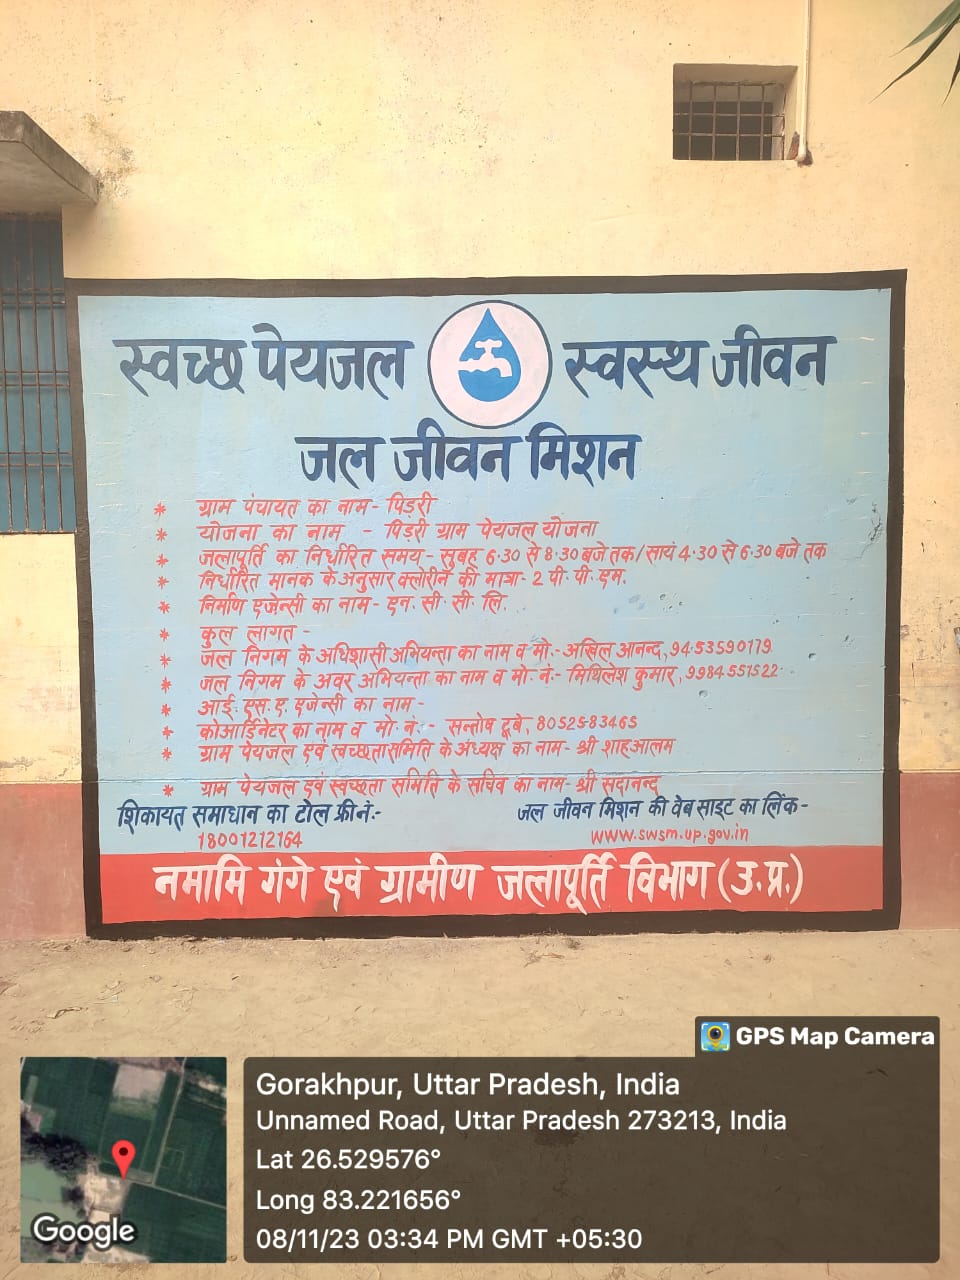 स्वच्छ पेयजल स्वस्थ जीवन
जल जीवन मिशन
* ग्राम पंचायत का नाम- पिड़री
* योजना का नाम - पिड़री ग्राम पेयजल योजना
* जलापूर्ति का निर्धारित समय- सुबह 6.30 से 8.30 बजे तक/सायं 4.30 से 6.30 बजे तक
* निर्धारित मानक के अनुसार क्लोरीन की मात्रा- 2 पी. पी. एम.
* निर्माण एजेन्सी का नाम- एन. सी. सी. लि.
* कुल लागत -
* जल निगम के अधिशासी अभियन्ता का नाम व मो.- अखिल आनन्द, 9453590179
* जल निगम के अवर अभियन्ता का नाम व मो. नं.- मिथिलेश कुमार, 9984551522
* आई. एस. ए. एजेन्सी का नाम -
* कोआर्डिनेटर का नाम व मो. नं. - सन्तोष दूबे, 8052583465
* ग्राम पेयजल एवं स्वच्छता समिति के अध्यक्ष का नाम- श्री शाहआलम
* ग्राम पेयजल एवं स्वच्छता समिति के सचिव का नाम- श्री सदानन्द
शिकायत समाधान का टोल फ्री नं.-
18001212164
जल जीवन मिशन की वेब साइट का लिंक-
www.swsm.up.gov.in
नमामि गंगे एवं ग्रामीण जलापूर्ति विभाग (उ.प्र.)
GPS Map Camera
Gorakhpur, Uttar Pradesh, India
Unnamed Road, Uttar Pradesh 273213, India
Lat 26.529576°
Long 83.221656°
08/11/23 03:34 PM GMT +05:30
Google